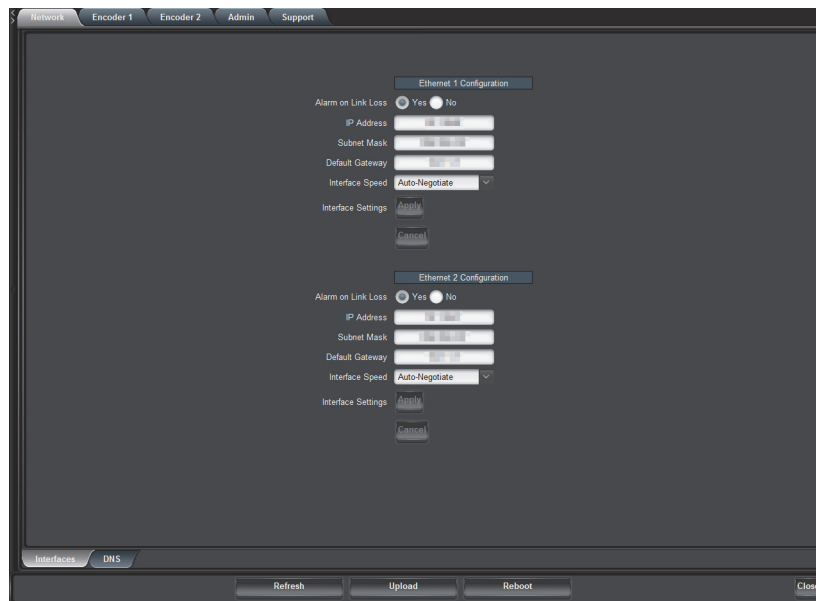 Network Encoder 1 Encoder 2 Admin Support
Ethernet 1 Configuration
Alarm on Link Loss Yes No
IP Address
Subnet Mask
Default Gateway
Interface Speed Auto-Negotiate
Interface Settings Apply
Cancel
Ethernet 2 Configuration
Alarm on Link Loss Yes No
IP Address
Subnet Mask
Default Gateway
Interface Speed Auto-Negotiate
Interface Settings Apply
Cancel
Interfaces DNS
Refresh Upload Reboot Close